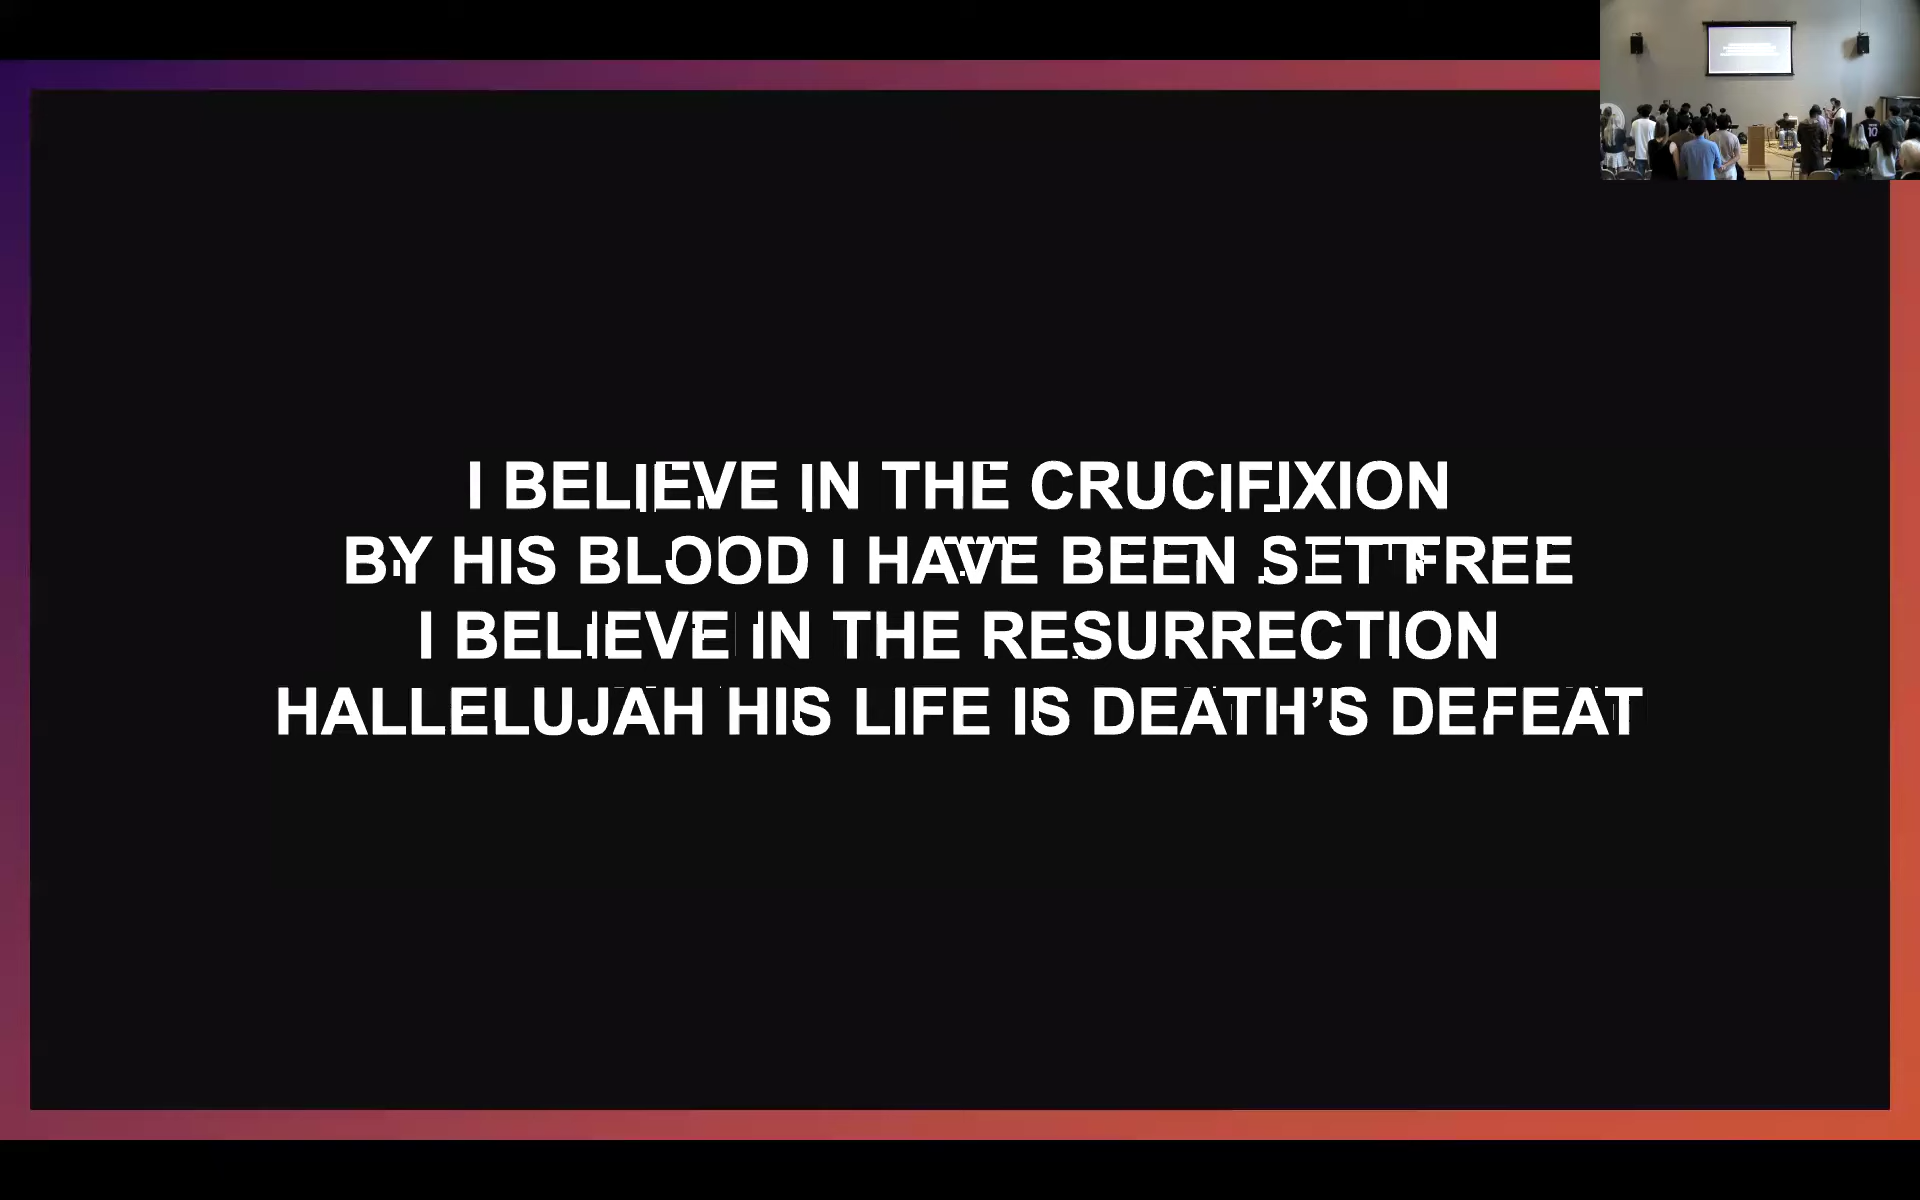 I BELIEVE IN THE CRUCIFIXION
BY HIS BLOOD I HAVE BEEN SET FREE
I BELIEVE IN THE RESURRECTION
HALLELUJAH HIS LIFE IS DEATH’S DEFEAT
10